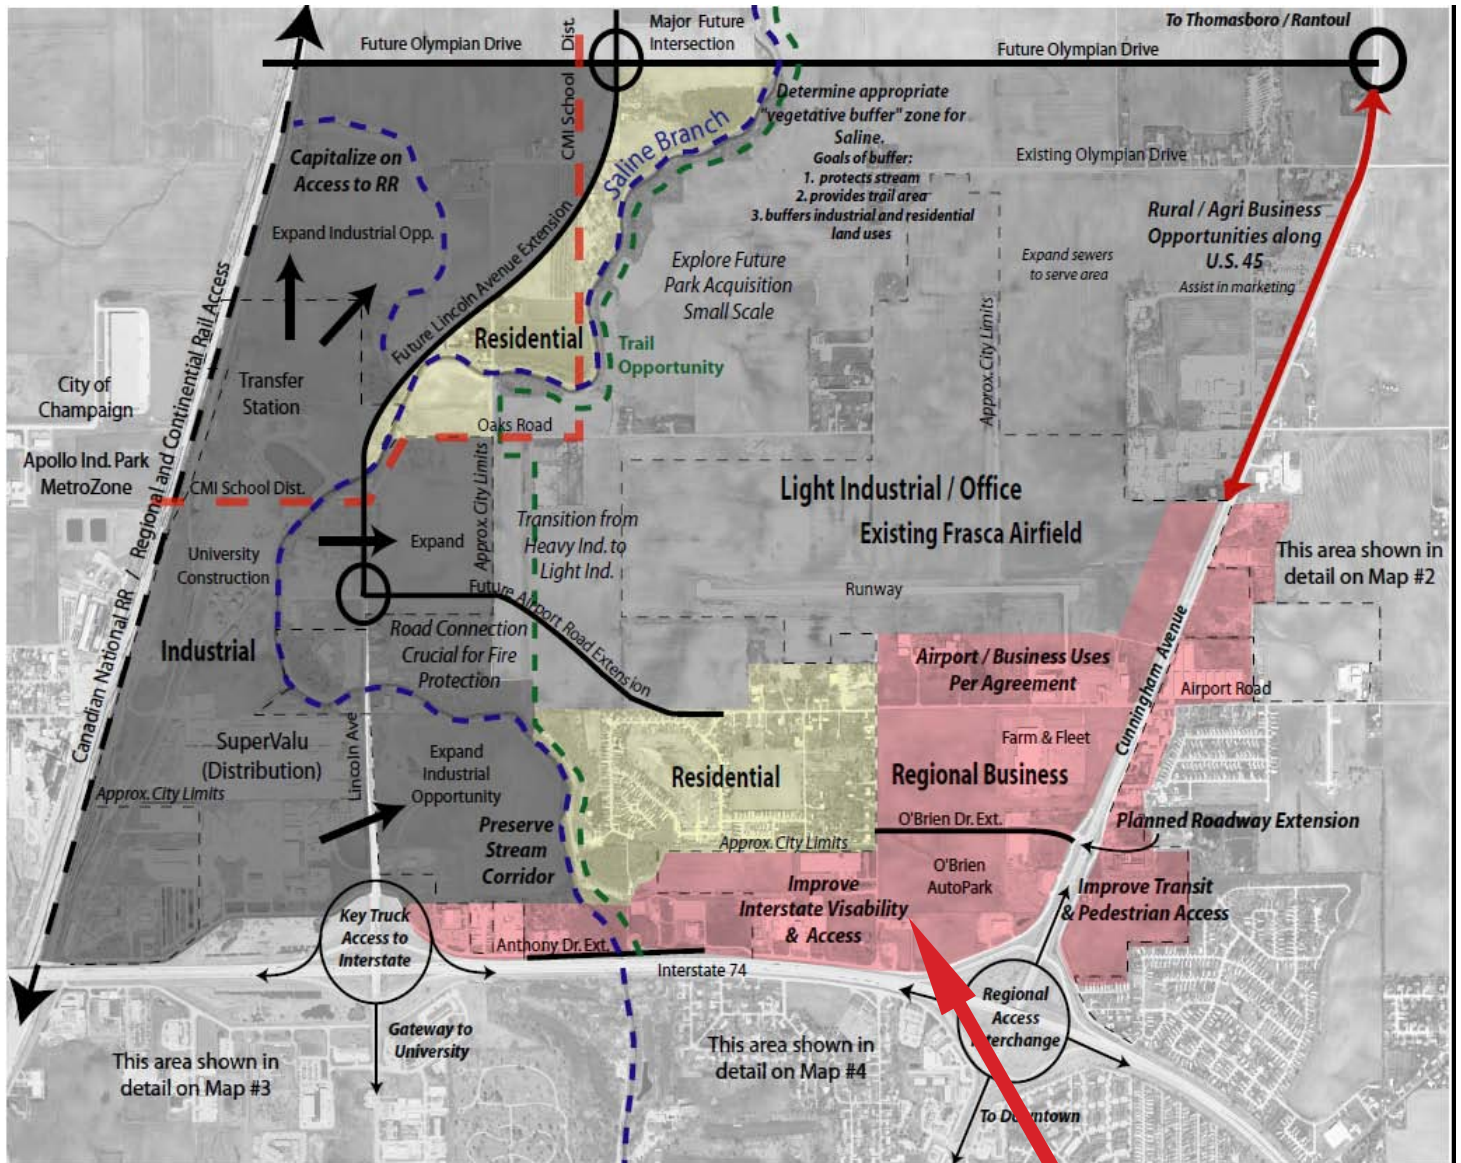 To Thomasboro / Rantoul
Future Olympian Drive
CMI School Dist.
Major Future
Intersection
Future Olympian Drive
Capitalize on
Access to RR
Expand Industrial Opp.
Saline Branch
Determine appropriate
"vegetative buffer" zone for
Saline.
Goals of buffer:
1. protects stream
2. provides trail area
3. buffers industrial and residential
land uses
Existing Olympian Drive
Rural / Agri Business
Opportunities along
U.S. 45
Assist in marketing
Expand sewers
to serve area
Explore Future
Park Acquisition
Small Scale
Future Lincoln Avenue Extension
Residential
Trail
Opportunity
Approx. City Limits
City of
Champaign
Transfer
Station
Oaks Road
Apollo Ind. Park
MetroZone
CMI School Dist.
Canadian National RR / Regional and Continental Rail Access
Approx. City Limits
Light Industrial / Office
Existing Frasca Airfield
University
Construction
Expand
Transition from
Heavy Ind. to
Light Ind.
This area shown in
detail on Map #2
Runway
Future Airport Road Extension
Industrial
Road Connection
Crucial for Fire
Protection
Airport / Business Uses
Per Agreement
Cunningham Avenue
Airport Road
SuperValu
(Distribution)
Lincoln Ave
Expand
Industrial
Opportunity
Farm & Fleet
Residential
Regional Business
Approx. City Limits
Preserve
Stream
Corridor
O'Brien Dr. Ext.
Planned Roadway Extension
Approx. City Limits
O'Brien
AutoPark
Improve
Interstate Visability
& Access
Improve Transit
& Pedestrian Access
Key Truck
Access to
Interstate
Anthony Dr. Ext.
Interstate 74
Regional
Access
Interchange
Gateway to
University
This area shown in
detail on Map #3
This area shown in
detail on Map #4
To Downtown